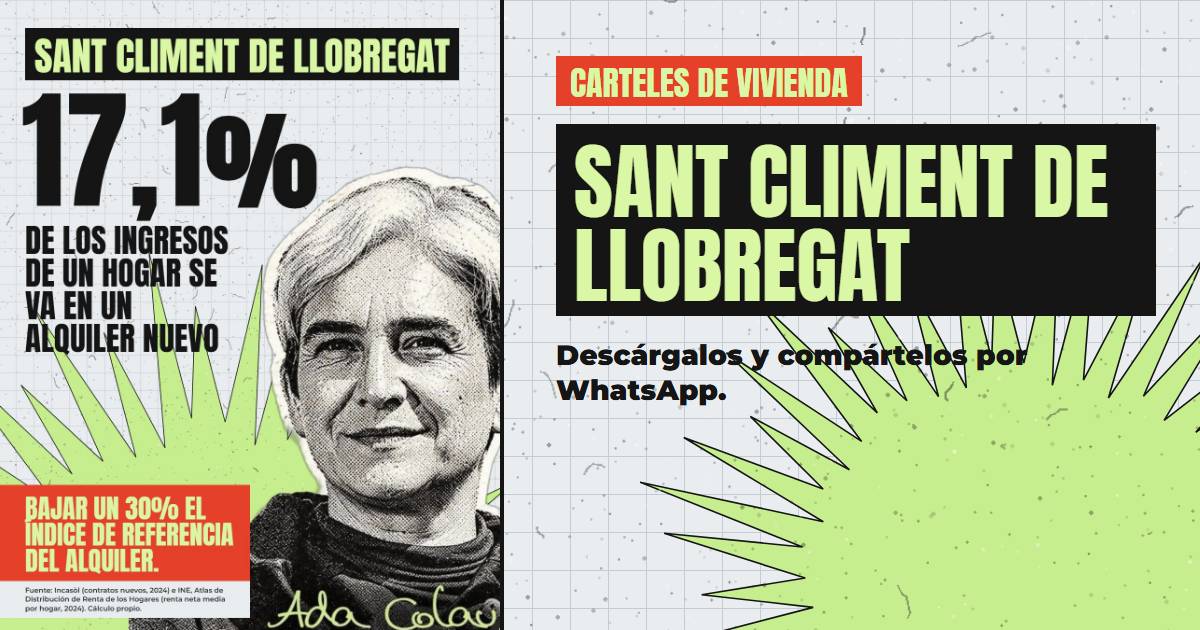 SANT CLIMENT DE LLOBREGAT
17,1%
DE LOS INGRESOS
DE UN HOGAR SE
VA EN UN
ALQUILER NUEVO
BAJAR UN 30% EL
ÍNDICE DE REFERENCIA
DEL ALQUILER.
Fuente: Incasòl (contratos nuevos, 2024) e INE, Atlas de
Distribución de Renta de los Hogares (renta neta media
por hogar, 2024). Cálculo propio.
Ada Colau
CARTELES DE VIVIENDA
SANT CLIMENT DE
LLOBREGAT
Descárgalos y compártelos por
WhatsApp.